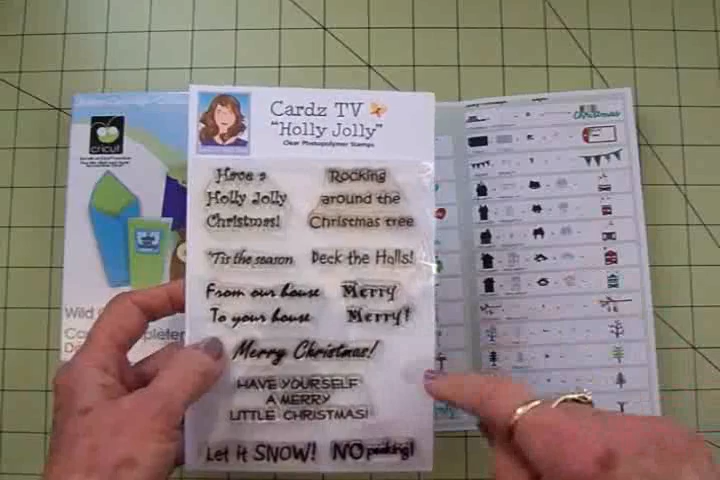 Cardz TV
"Holly Jolly"
Clear Photopolymer Stamps
Have a
Holly Jolly
Christmas!
Rocking
around the
Christmas tree
'Tis the season
Deck the Halls!
From our house
To your house
Merry
Merry!
Merry Christmas!
HAVE YOURSELF
A MERRY
LITTLE CHRISTMAS!
Let it SNOW!
NO peeking!
cricut
Wild
Christmas